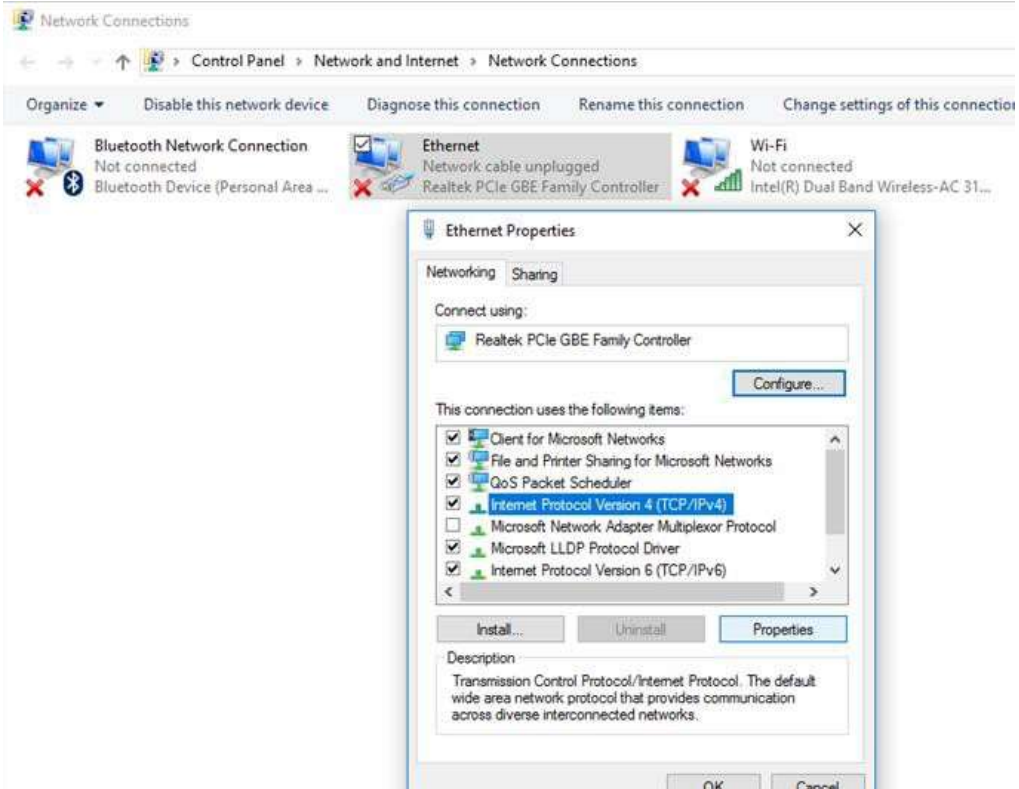 Network Connections
Control Panel > Network and Internet > Network Connections
Organize Disable this network device Diagnose this connection Rename this connection Change settings of this connection
Bluetooth Network Connection
Not connected
Bluetooth Device (Personal Area ...
Ethernet
Network cable unplugged
Realtek PCIe GBE Family Controller
Wi-Fi
Not connected
Intel(R) Dual Band Wireless-AC 31...
Ethernet Properties
Networking Sharing
Connect using:
Realtek PCIe GBE Family Controller
Configure...
This connection uses the following items:
Client for Microsoft Networks
File and Printer Sharing for Microsoft Networks
QoS Packet Scheduler
Internet Protocol Version 4 (TCP/IPv4)
Microsoft Network Adapter Multiplexor Protocol
Microsoft LLDP Protocol Driver
Internet Protocol Version 6 (TCP/IPv6)
Install... Uninstall Properties
Description
Transmission Control Protocol/Internet Protocol. The default
wide area network protocol that provides communication
across diverse interconnected networks.
OK Cancel